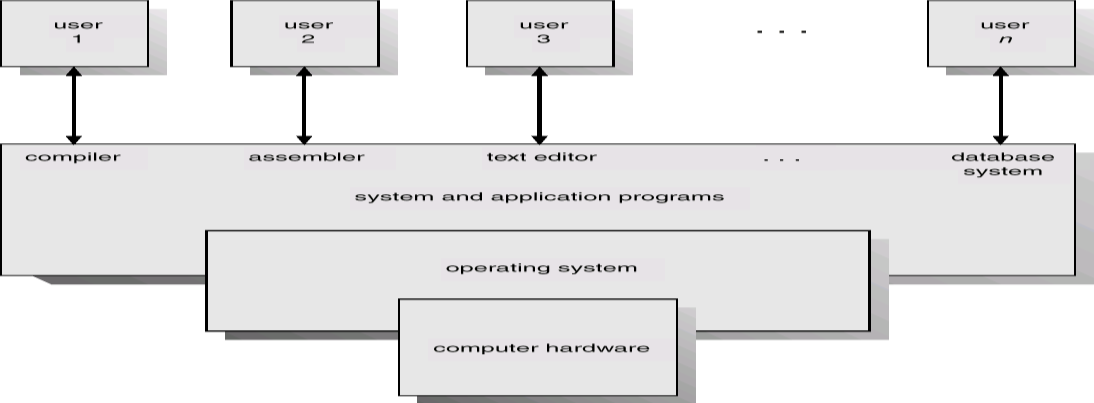 user
1
user
2
user
3
. . .
user
n
compiler
assembler
text editor
. . .
database
system
system and application programs
operating system
computer hardware